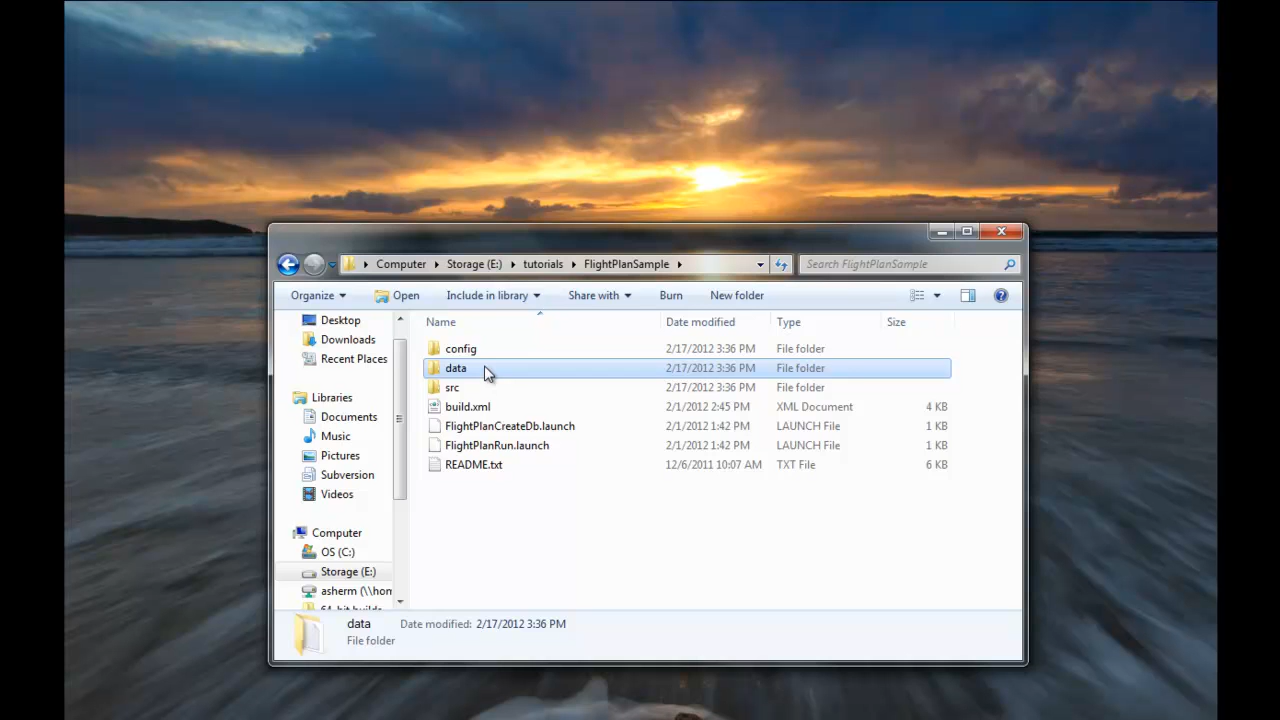 Computer Storage (E:) tutorials FlightPlanSample Search FlightPlanSample
Organize Open Include in library Share with Burn New folder
Desktop
Downloads
Recent Places
Libraries
Documents
Music
Pictures
Subversion
Videos
Computer
OS (C:)
Storage (E:)
asherm (\\hon
Name Date modified Type Size
config 2/17/2012 3:36 PM File folder
data 2/17/2012 3:36 PM File folder
src 2/17/2012 3:36 PM File folder
build.xml 2/1/2012 2:45 PM XML Document 4 KB
FlightPlanCreateDb.launch 2/1/2012 1:42 PM LAUNCH File 1 KB
FlightPlanRun.launch 2/1/2012 1:42 PM LAUNCH File 1 KB
README.txt 12/6/2011 10:07 AM TXT File 6 KB
data Date modified: 2/17/2012 3:36 PM
File folder